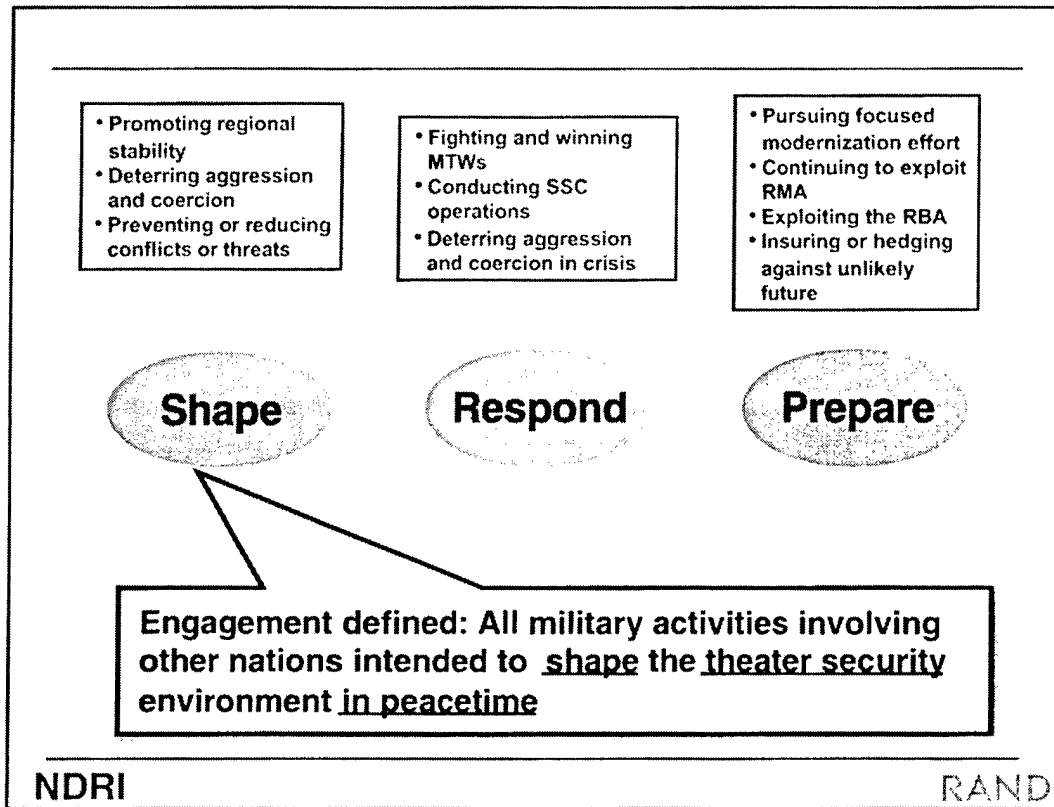 • Promoting regional
stability
• Deterring aggression
and coercion
• Preventing or reducing
conflicts or threats
• Fighting and winning
MTWs
• Conducting SSC
operations
• Deterring aggression
and coercion in crisis
• Pursuing focused
modernization effort
• Continuing to exploit
RMA
• Exploiting the RBA
• Insuring or hedging
against unlikely
future
Shape
Respond
Prepare
Engagement defined: All military activities involving
other nations intended to shape the theater security
environment in peacetime
NDRI
RAND